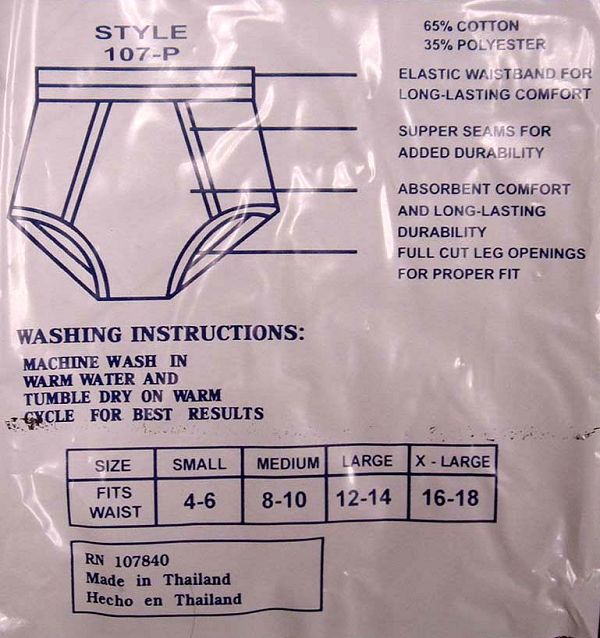 STYLE
107-P
65% COTTON
35% POLYESTER
ELASTIC WAISTBAND FOR
LONG-LASTING COMFORT
SUPPER SEAMS FOR
ADDED DURABILITY
ABSORBENT COMFORT
AND LONG-LASTING
DURABILITY
FULL CUT LEG OPENINGS
FOR PROPER FIT
WASHING INSTRUCTIONS:
MACHINE WASH IN
WARM WATER AND
TUMBLE DRY ON WARM
CYCLE FOR BEST RESULTS
SIZE SMALL MEDIUM LARGE X - LARGE
FITS WAIST 4-6 8-10 12-14 16-18
RN 107840
Made in Thailand
Hecho en Thailand